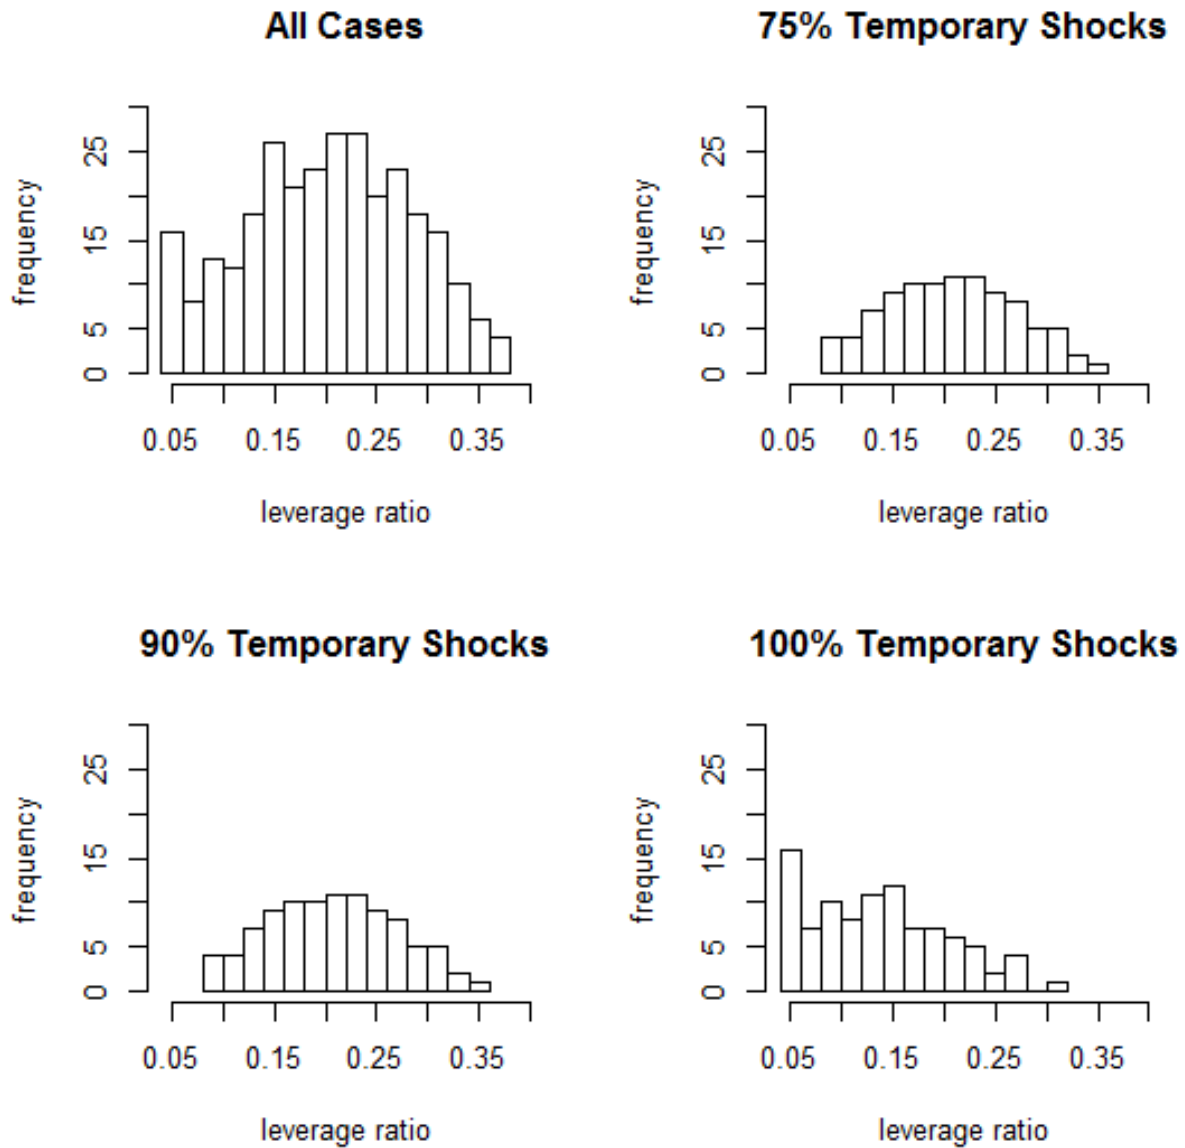 All Cases
frequency
25
15
5
0
0.05 0.15 0.25 0.35
leverage ratio
75% Temporary Shocks
frequency
25
15
5
0
0.05 0.15 0.25 0.35
leverage ratio
90% Temporary Shocks
frequency
25
15
5
0
0.05 0.15 0.25 0.35
leverage ratio
100% Temporary Shocks
frequency
25
15
5
0
0.05 0.15 0.25 0.35
leverage ratio